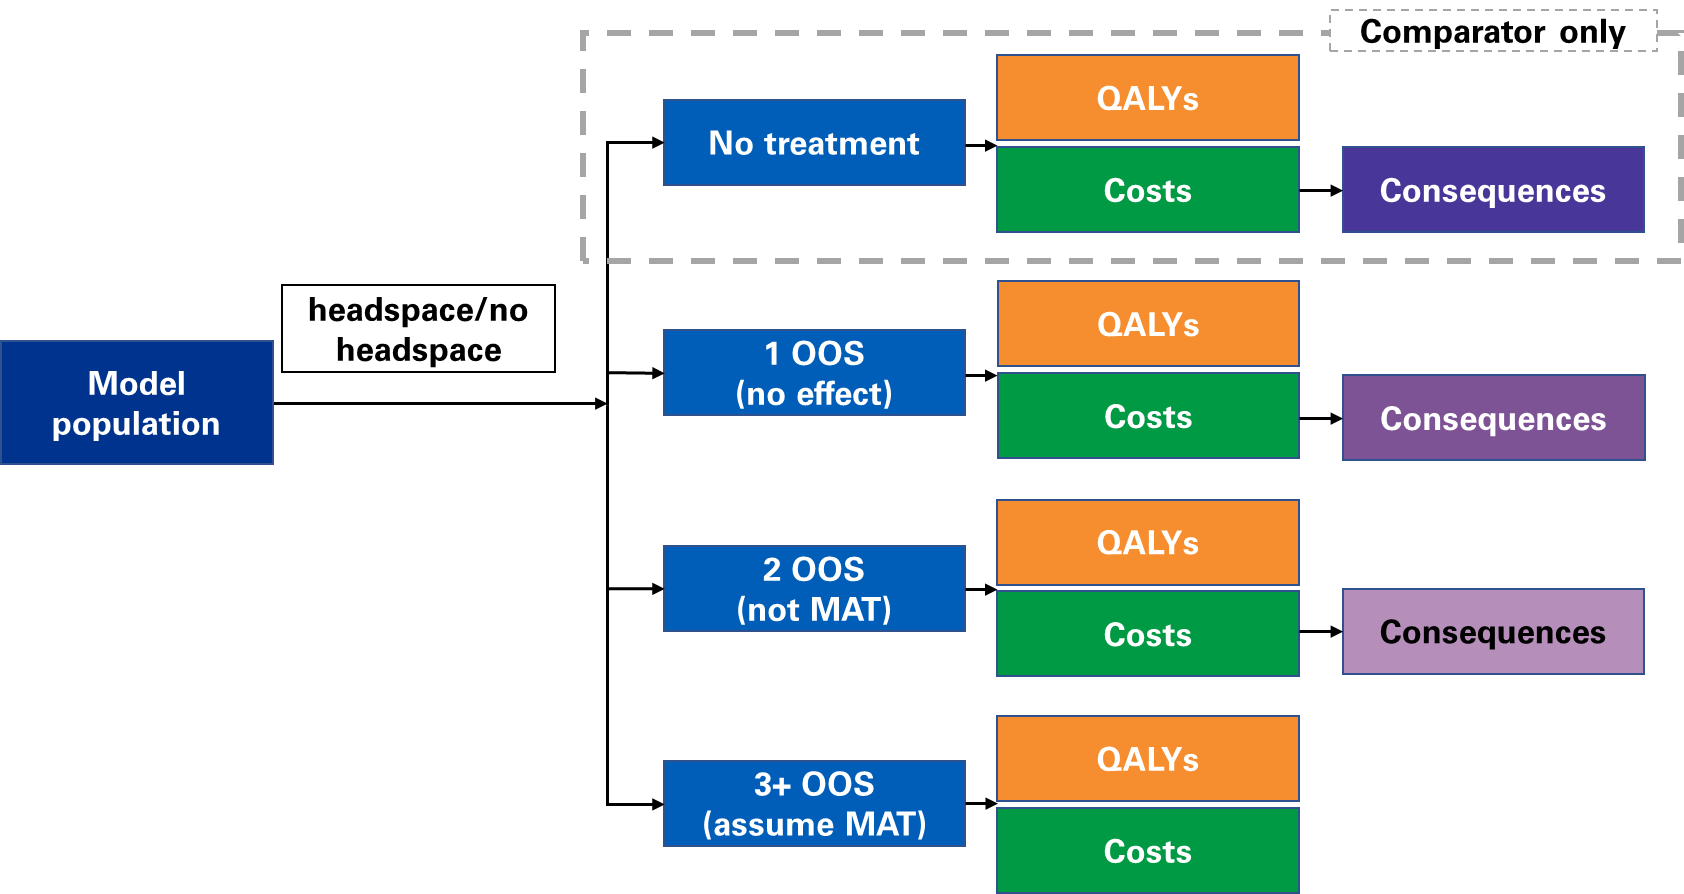 Comparator only
No treatment
QALYs
Costs
Consequences
headspace/no
headspace
Model
population
1 OOS
(no effect)
QALYs
Costs
Consequences
2 OOS
(not MAT)
QALYs
Costs
Consequences
3+ OOS
(assume MAT)
QALYs
Costs